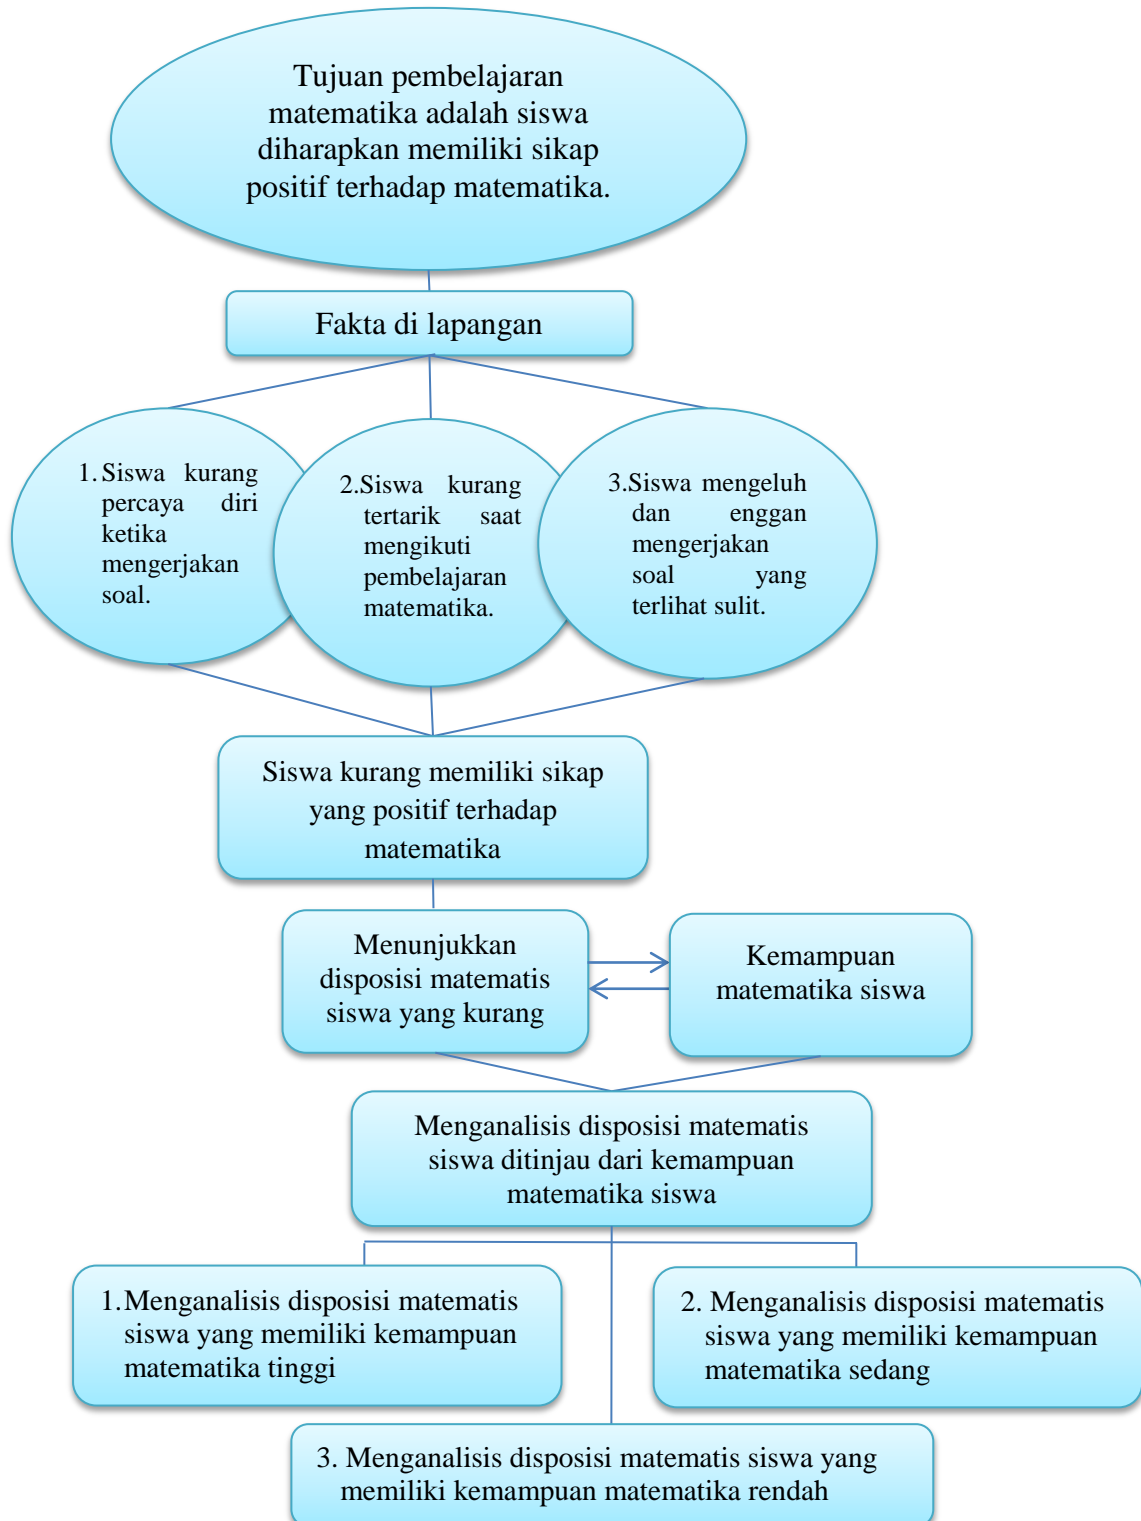 Tujuan pembelajaran
matematika adalah siswa
diharapkan memiliki sikap
positif terhadap matematika.
Fakta di lapangan
1. Siswa kurang
percaya diri
ketika
mengerjakan
soal.
2.Siswa kurang
tertarik saat
mengikuti
pembelajaran
matematika.
3.Siswa mengeluh
dan enggan
mengerjakan
soal yang
terlihat sulit.
Siswa kurang memiliki sikap
yang positif terhadap
matematika
Menunjukkan
disposisi matematis
siswa yang kurang
Kemampuan
matematika siswa
Menganalisis disposisi matematis
siswa ditinjau dari kemampuan
matematika siswa
1. Menganalisis disposisi matematis
siswa yang memiliki kemampuan
matematika tinggi
2. Menganalisis disposisi matematis
siswa yang memiliki kemampuan
matematika sedang
3. Menganalisis disposisi matematis siswa yang
memiliki kemampuan matematika rendah